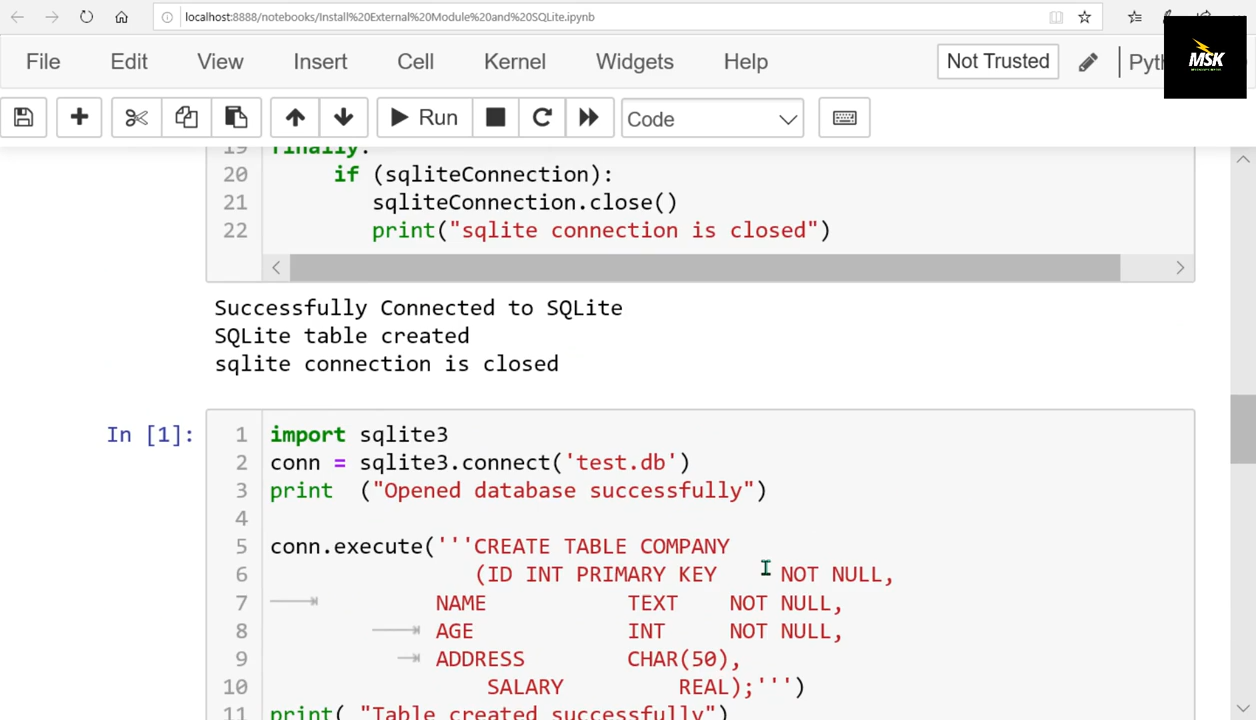 localhost:8888/notebooks/Install%20External%20Module%20and%20SQLite.ipynb
MSK
File Edit View Insert Cell Kernel Widgets Help Not Trusted
Run Code
19 finally:
20 if (sqliteConnection):
21 sqliteConnection.close()
22 print("sqlite connection is closed")
Successfully Connected to SQLite
SQLite table created
sqlite connection is closed
In [1]: 1 import sqlite3
2 conn = sqlite3.connect('test.db')
3 print ("Opened database successfully")
4
5 conn.execute('''CREATE TABLE COMPANY
6 (ID INT PRIMARY KEY NOT NULL,
7 NAME TEXT NOT NULL,
8 AGE INT NOT NULL,
9 ADDRESS CHAR(50),
10 SALARY REAL);''')
11 print( "Table created successfully")